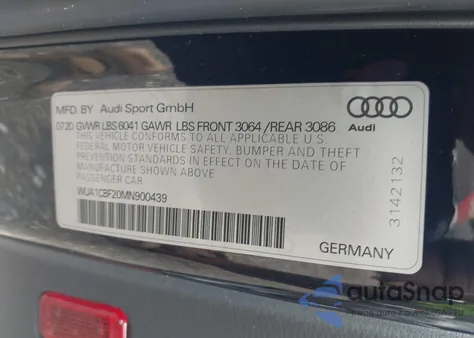 MFD. BY Audi Sport GmbH
0720 GVWR LBS 6041 GAWR LBS FRONT 3064 /REAR 3086
THIS VEHICLE CONFORMS TO ALL APPLICABLE U.S.
FEDERAL MOTOR VEHICLE SAFETY, BUMPER AND THEFT
PREVENTION STANDARDS IN EFFECT ON THE DATE OF
MANUFACTURE SHOWN ABOVE.
PASSENGER CAR
WUA1CBF20MN900439
Audi
3142132
GERMANY
autoSnap